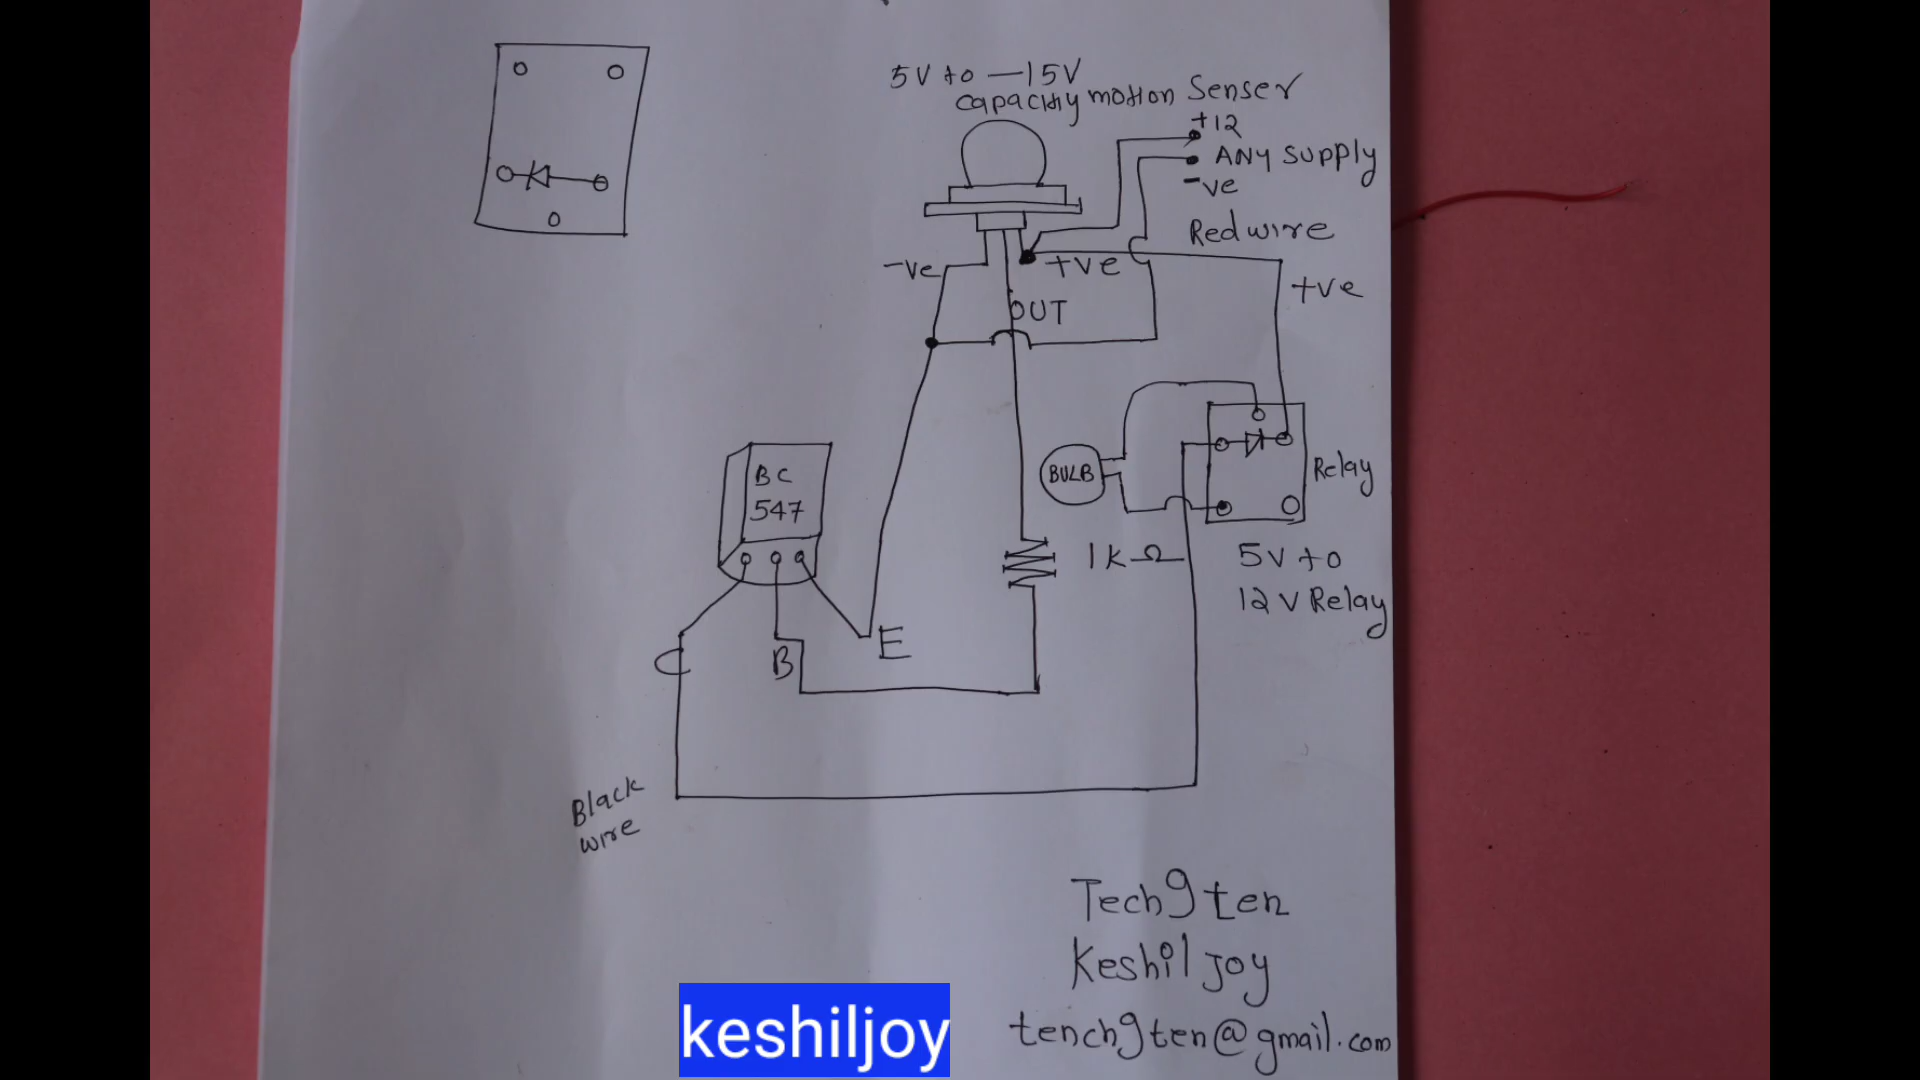 5V to —15V
capacity motion Senser
+12
ANY supply
-ve
Red wire
-ve
+ve
OUT
+ve
BC
547
BULB
Relay
1K Ω
5V to
12V Relay
C
B
E
Black
wire
Tech9ten
Keshil joy
tench9ten@gmail.com
keshiljoy